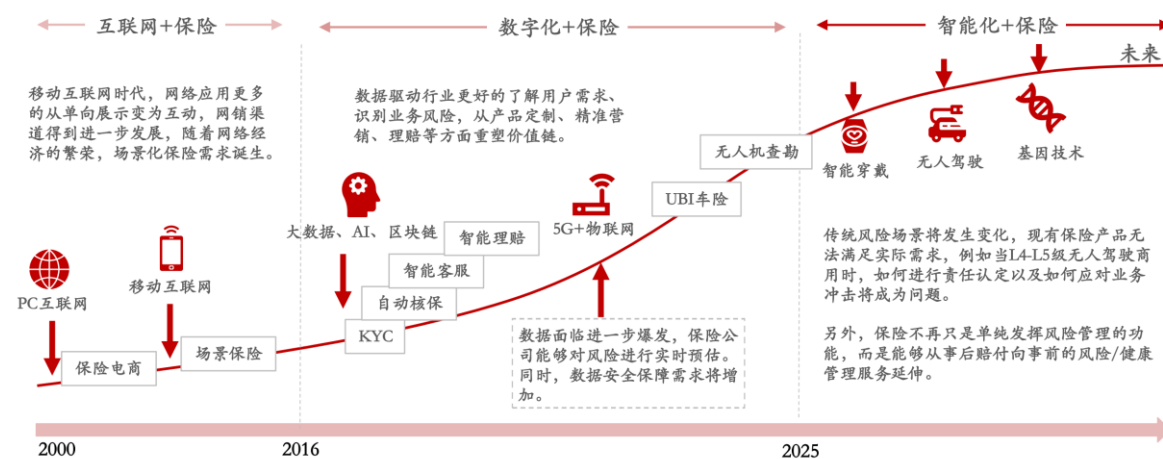 互联网+保险
数字化+保险
智能化+保险
未来
移动互联网时代，网络应用更多
的从单向展示变为互动，网销渠
道得到进一步发展，随着网络经
济的繁荣，场景化保险需求诞生。
数据驱动行业更好的了解用户需求、
识别业务风险，从产品定制、精准营
销、理赔等方面重塑价值链。
PC互联网
移动互联网
保险电商
场景保险
大数据、AI、区块链
KYC
自动核保
智能客服
智能理赔
5G+物联网
UBI车险
无人机查勘
数据面临进一步爆发，保险公
司能够对风险进行实时预估。
同时，数据安全保障需求将增
加。
智能穿戴
无人驾驶
基因技术
传统风险场景将发生变化，现有保险产品无
法满足实际需求，例如当L4-L5级无人驾驶商
用时，如何进行责任认定以及如何应对业务
冲击将成为问题。
另外，保险不再只是单纯发挥风险管理的功
能，而是能够从事后赔付向事前的风险/健康
管理服务延伸。
2000
2016
2025